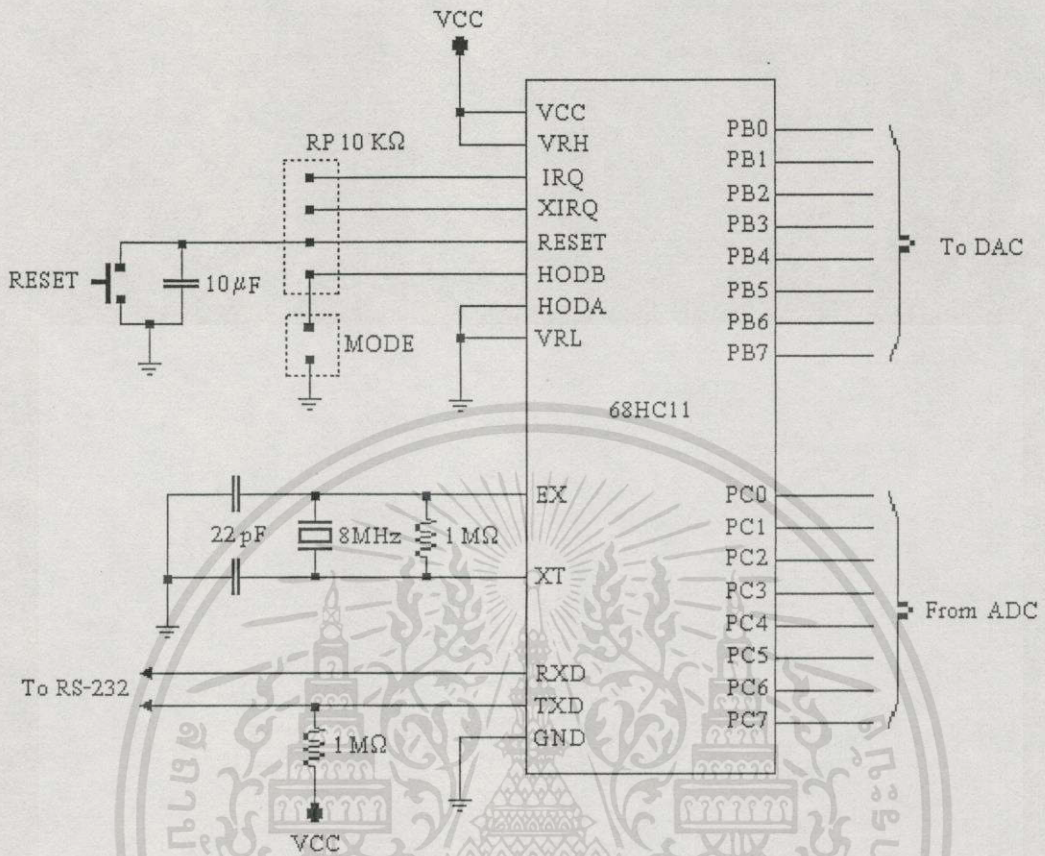 VCC
VCC
VRH
RP 10 KΩ
IRQ
XIRQ
RESET
HODB
HODA
VRL
RESET
10μF
MODE
PB0
PB1
PB2
PB3
PB4
PB5
PB6
PB7
To DAC
68HC11
EX
XT
22 pF
8MHz
1 MΩ
RXD
TXD
GND
To RS-232
1 MΩ
VCC
PC0
PC1
PC2
PC3
PC4
PC5
PC6
PC7
From ADC